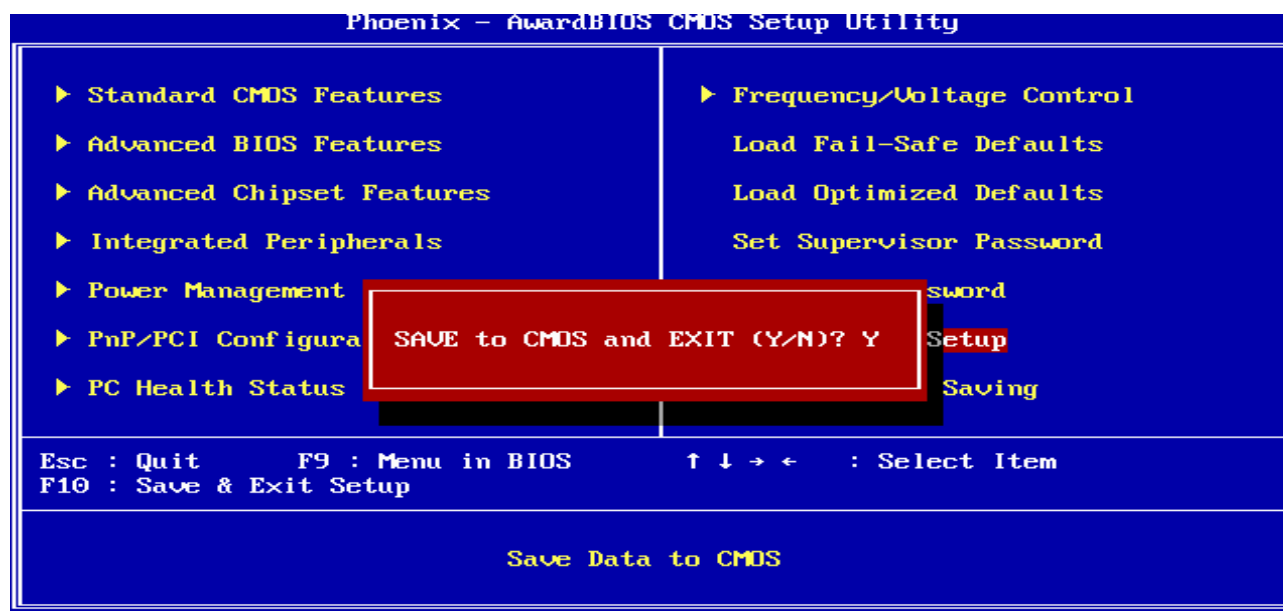 Phoenix – AwardBIOS CMOS Setup Utility
Standard CMOS Features
Advanced BIOS Features
Advanced Chipset Features
Integrated Peripherals
Power Management
PnP/PCI Configura
PC Health Status
Frequency/Voltage Control
Load Fail-Safe Defaults
Load Optimized Defaults
Set Supervisor Password
sword
Setup
Saving
SAVE to CMOS and EXIT (Y/N)? Y
Esc : Quit F9 : Menu in BIOS ↑ ↓ → ← : Select Item
F10 : Save & Exit Setup
Save Data to CMOS